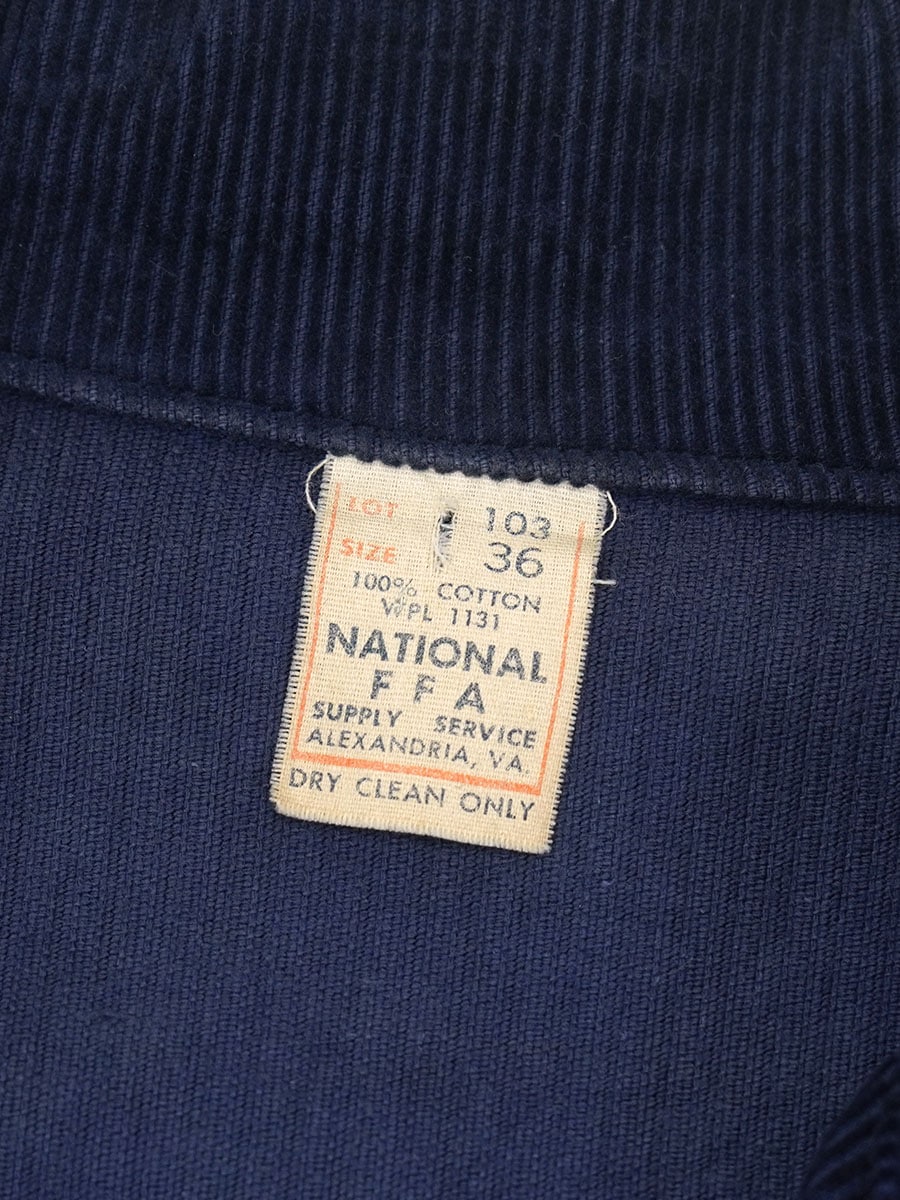 LOT 103
SIZE 36
100% COTTON
WPL 1131
NATIONAL
F F A
SUPPLY SERVICE
ALEXANDRIA, VA.
DRY CLEAN ONLY